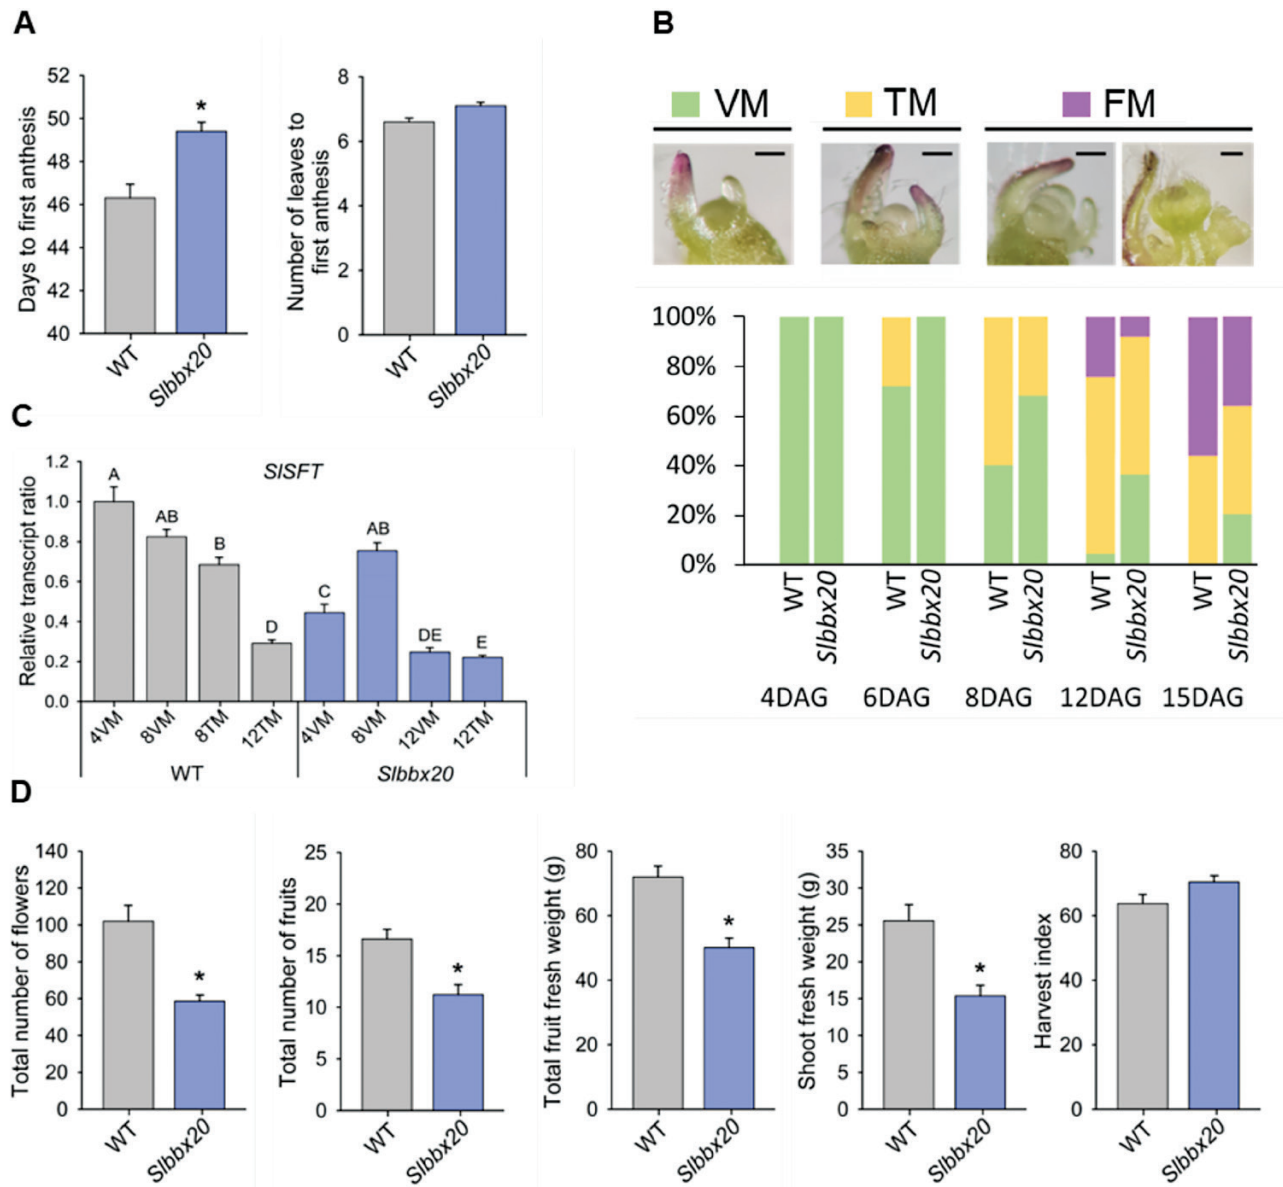 A
Days to first anthesis
52
50
48
46
44
42
40
*
WT
Slbbx20
Number of leaves to
first anthesis
8
6
4
2
0
WT
Slbbx20
B
VM
TM
FM
100%
80%
60%
40%
20%
0%
WT
Slbbx20
WT
Slbbx20
WT
Slbbx20
WT
Slbbx20
WT
Slbbx20
4DAG
6DAG
8DAG
12DAG
15DAG
C
SlSFT
Relative transcript ratio
1.2
1.0
0.8
0.6
0.4
0.2
0.0
A
AB
B
D
C
AB
DE
E
4VM
8VM
8TM
12TM
4VM
8VM
12VM
12TM
WT
Slbbx20
D
Total number of flowers
140
120
100
80
60
40
20
0
*
WT
Slbbx20
Total number of fruits
25
20
15
10
5
0
*
WT
Slbbx20
Total fruit fresh weight (g)
80
60
40
20
0
*
WT
Slbbx20
Shoot fresh weight (g)
35
30
25
20
15
10
5
0
*
WT
Slbbx20
Harvest index
80
60
40
20
0
WT
Slbbx20